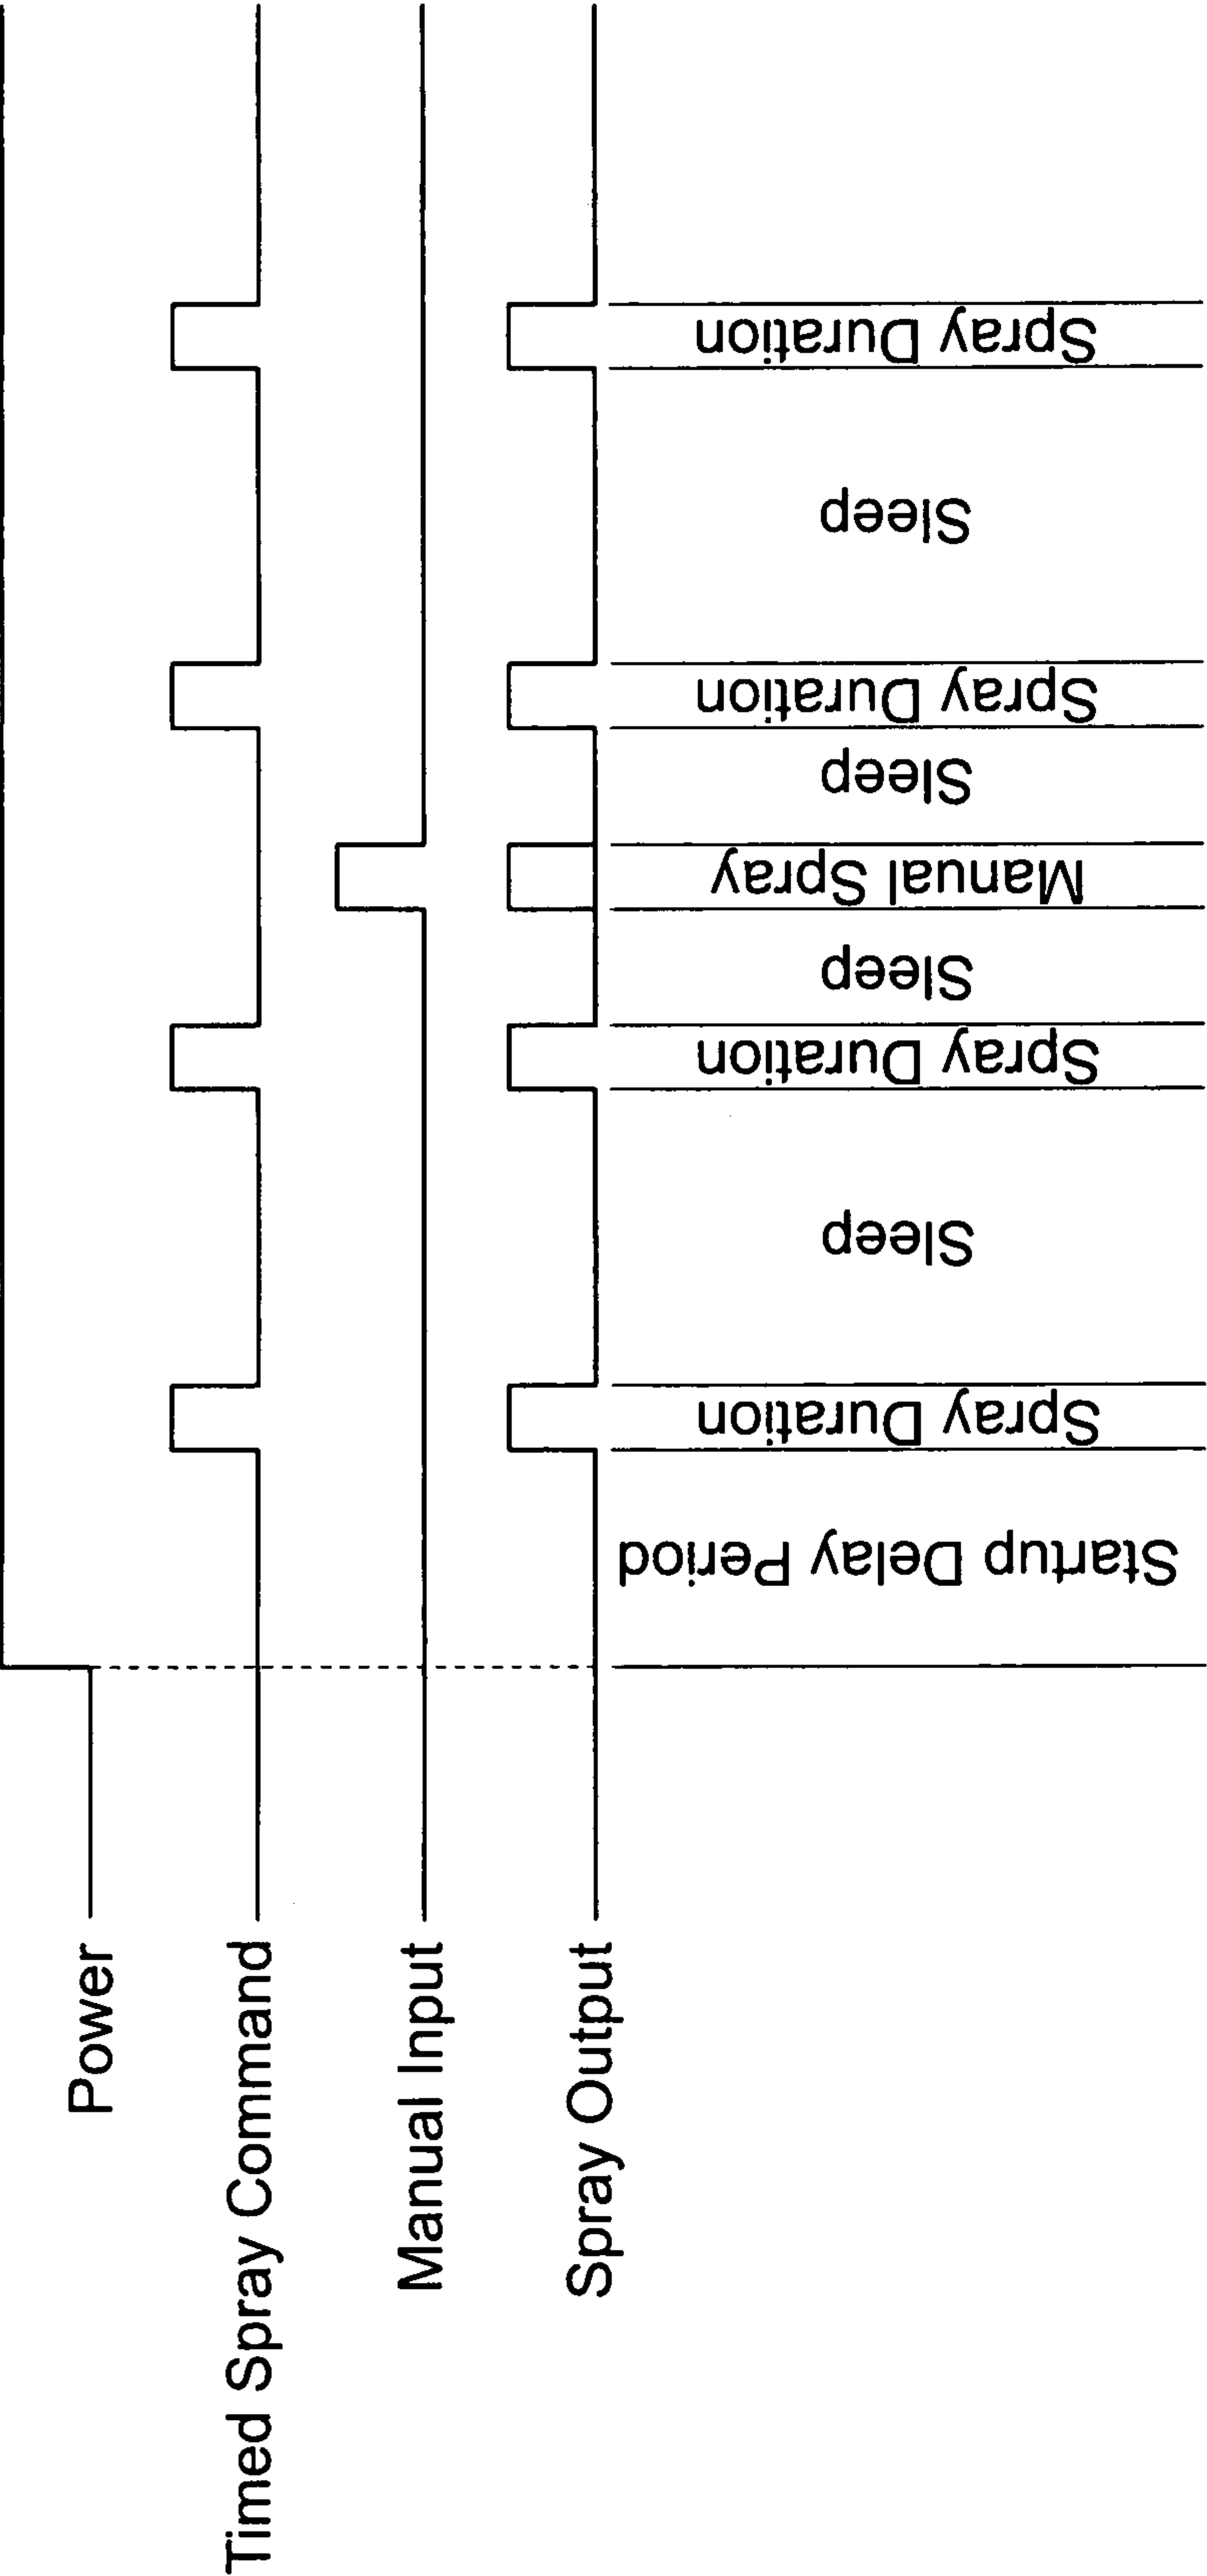 Power
Timed Spray Command
Manual Input
Spray Output
Startup Delay Period
Spray Duration
Sleep
Spray Duration
Sleep
Manual Spray
Sleep
Spray Duration
Sleep
Spray Duration